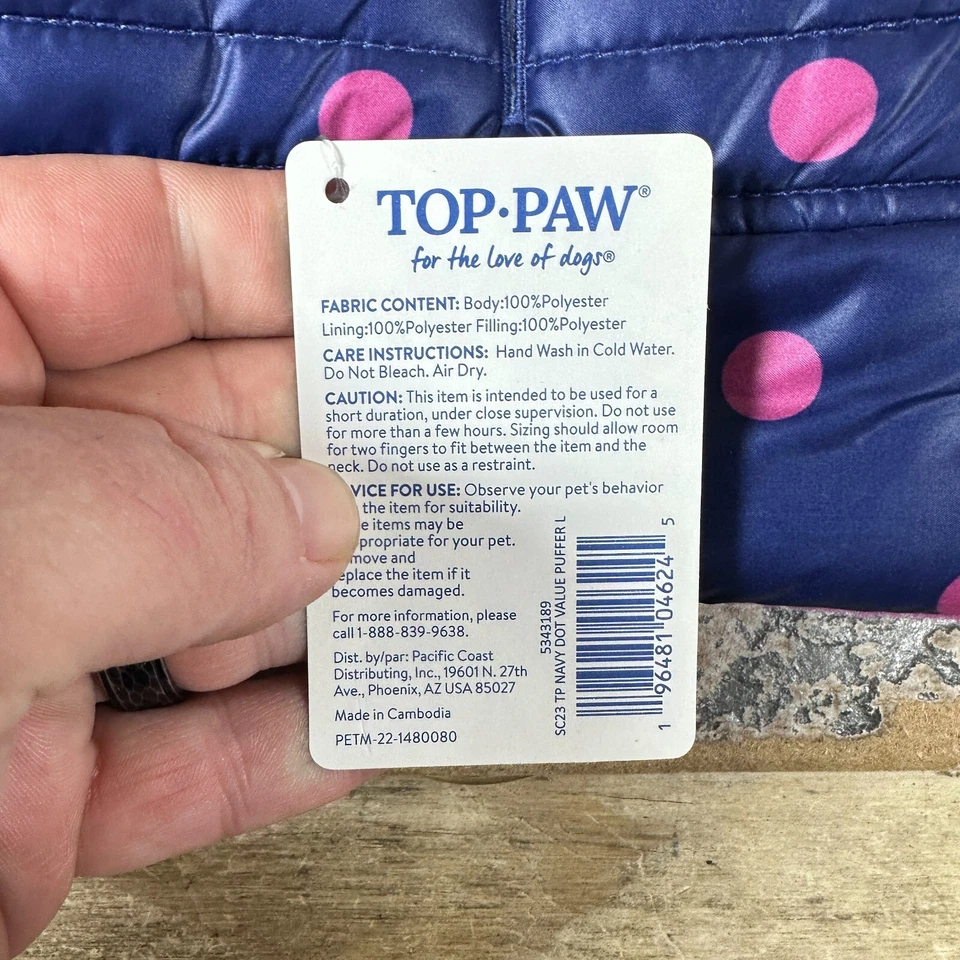 TOP•PAW®
for the love of dogs®
FABRIC CONTENT: Body:100%Polyester
Lining:100%Polyester Filling:100%Polyester
CARE INSTRUCTIONS: Hand Wash in Cold Water.
Do Not Bleach. Air Dry.
CAUTION: This item is intended to be used for a
short duration, under close supervision. Do not use
for more than a few hours. Sizing should allow room
for two fingers to fit between the item and the
neck. Do not use as a restraint.
VICE FOR USE: Observe your pet's behavior
the item for suitability.
e items may be
propriate for your pet.
move and
eplace the item if it
becomes damaged.
For more information, please
call 1-888-839-9638.
Dist. by/par: Pacific Coast
Distributing, Inc., 19601 N. 27th
Ave., Phoenix, AZ USA 85027
Made in Cambodia
PETM-22-1480080
5343189
SC23 TP NAVY DOT VALUE PUFFER L
1 96481 04624 5